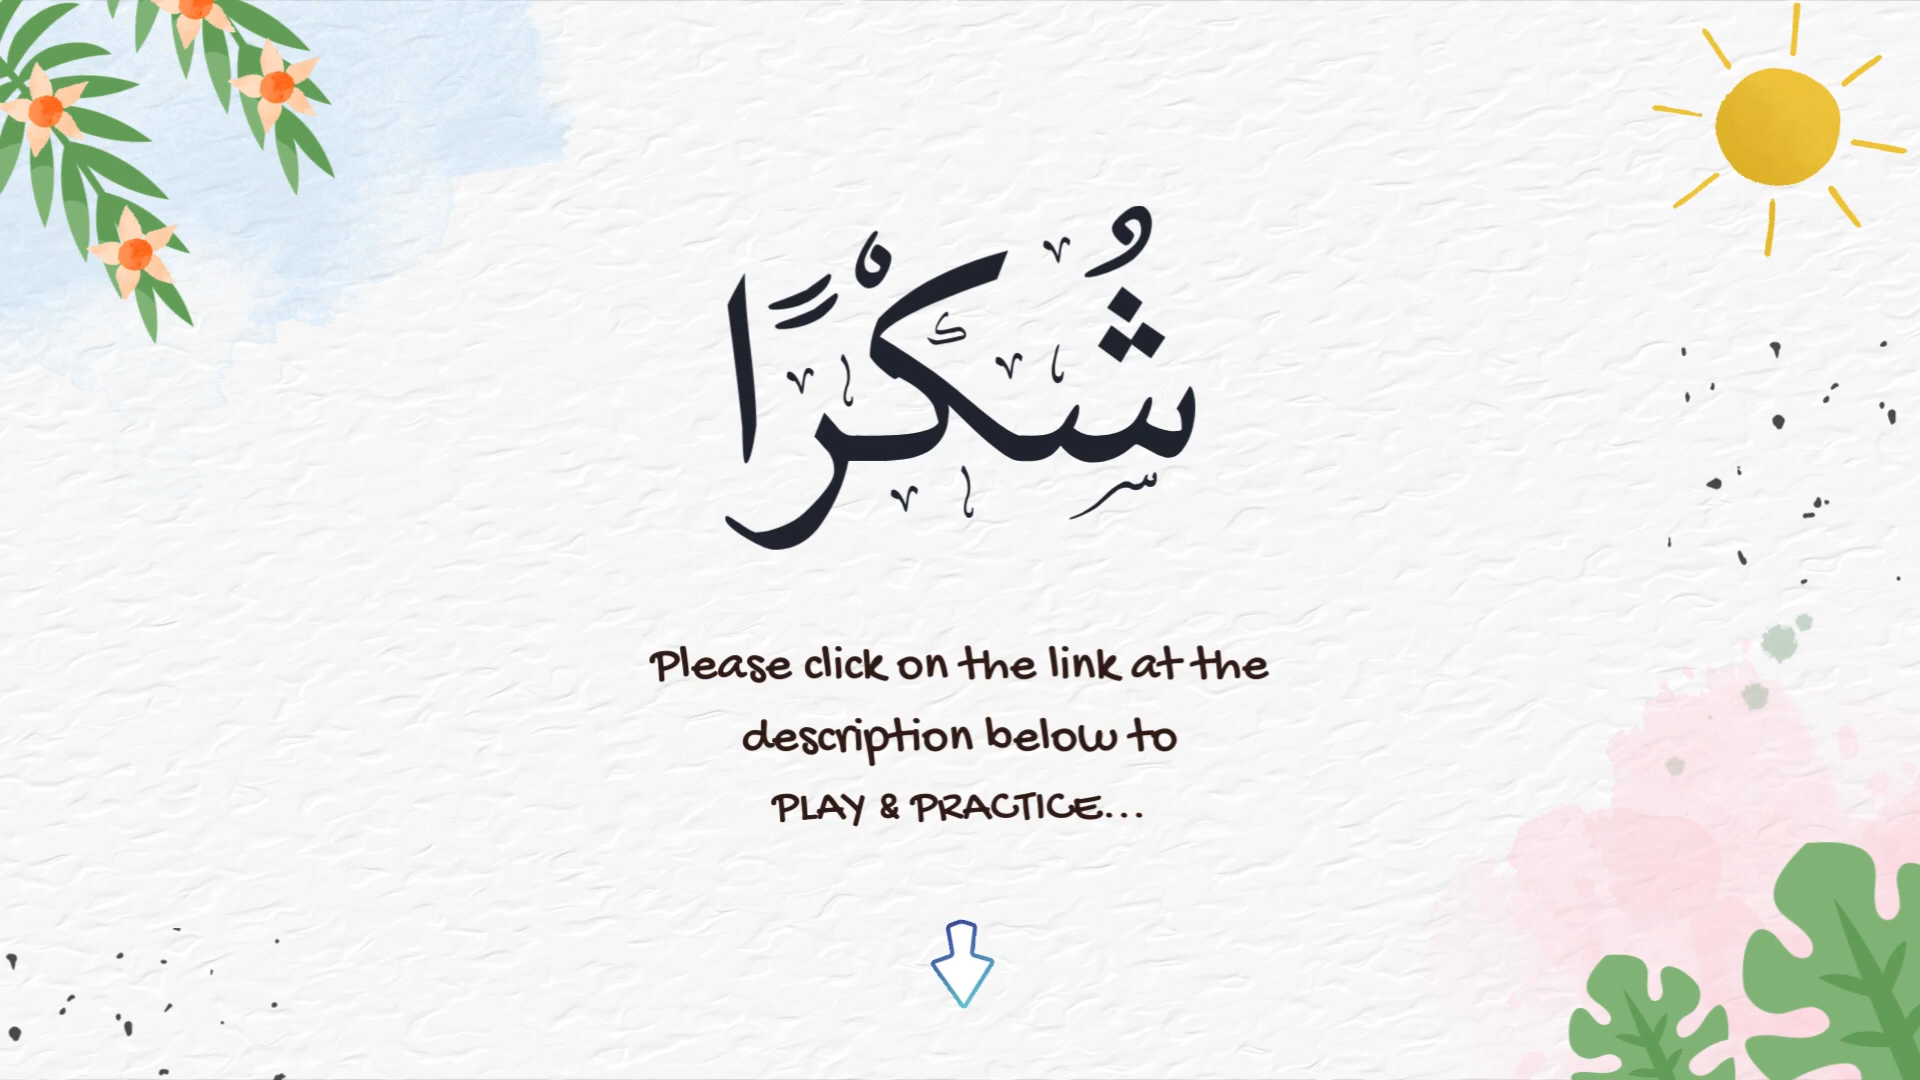 شُكْرًا
Please click on the link at the
description below to
PLAY & PRACTICE...